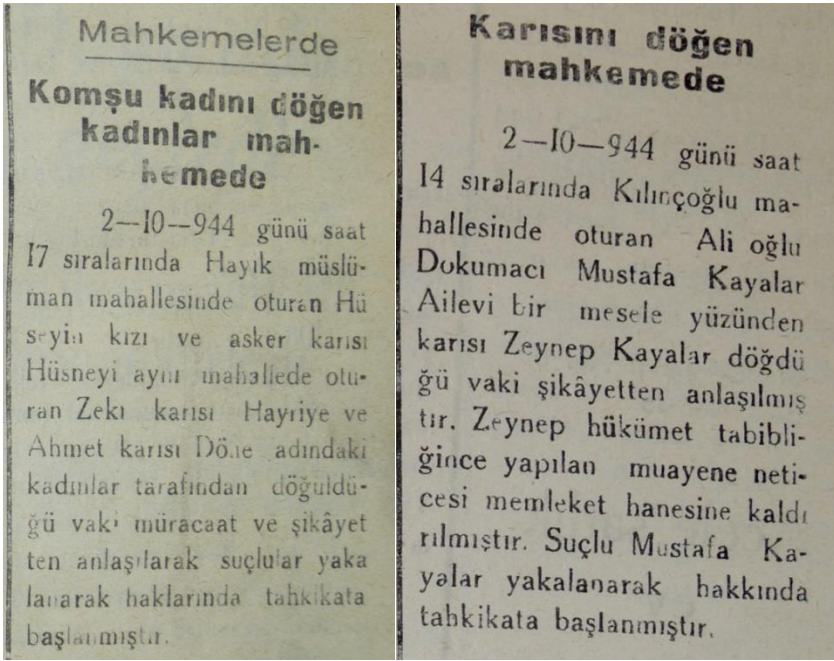 Mahkemelerde
Komşu kadını döğen
kadınlar mah-
kemede
2—10—944 günü saat
17 sıralarında Hayık müslü-
man mahallesinde oturan Hü
seyin kızı ve asker karısı
Hüsneyi aynı mahallede otu-
ran Zeki karısı Hayriye ve
Ahmet karısı Döne adındaki
kadınlar tarafından döğüldü-
ğü vaki müracaat ve şikâyet
ten anlaşılarak suçlular yaka
lanarak haklarında tahkikata
başlanmıştır.
Karısını döğen
mahkemede
2—10—944 günü saat
14 sıralarında Kılınçoğlu ma-
hallesinde oturan Ali oğlu
Dokumacı Mustafa Kayalar
Ailevi bir mesele yüzünden
karısı Zeynep Kayalar döğdü
ğü vaki şikâyetten anlaşılmış
tır. Zeynep hükümet tabibli-
ğince yapılan muayene neti-
cesi memleket hanesine kaldı
rılmıştır. Suçlu Mustafa Ka-
yalar yakalanarak hakkında
tahkikata başlanmıştır.